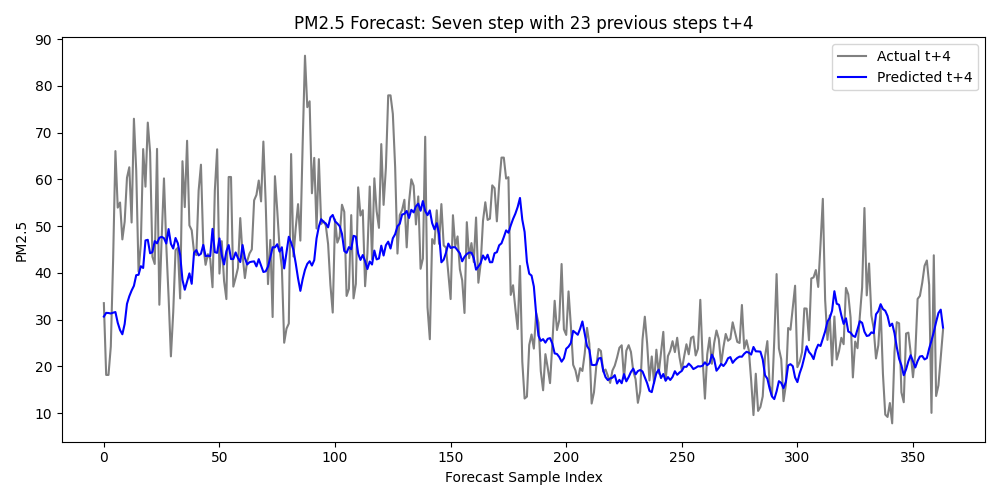 PM2.5 Forecast: Seven step with 23 previous steps t+4
Actual t+4
Predicted t+4
PM2.5
90
80
70
60
50
40
30
20
10
0 50 100 150 200 250 300 350
Forecast Sample Index